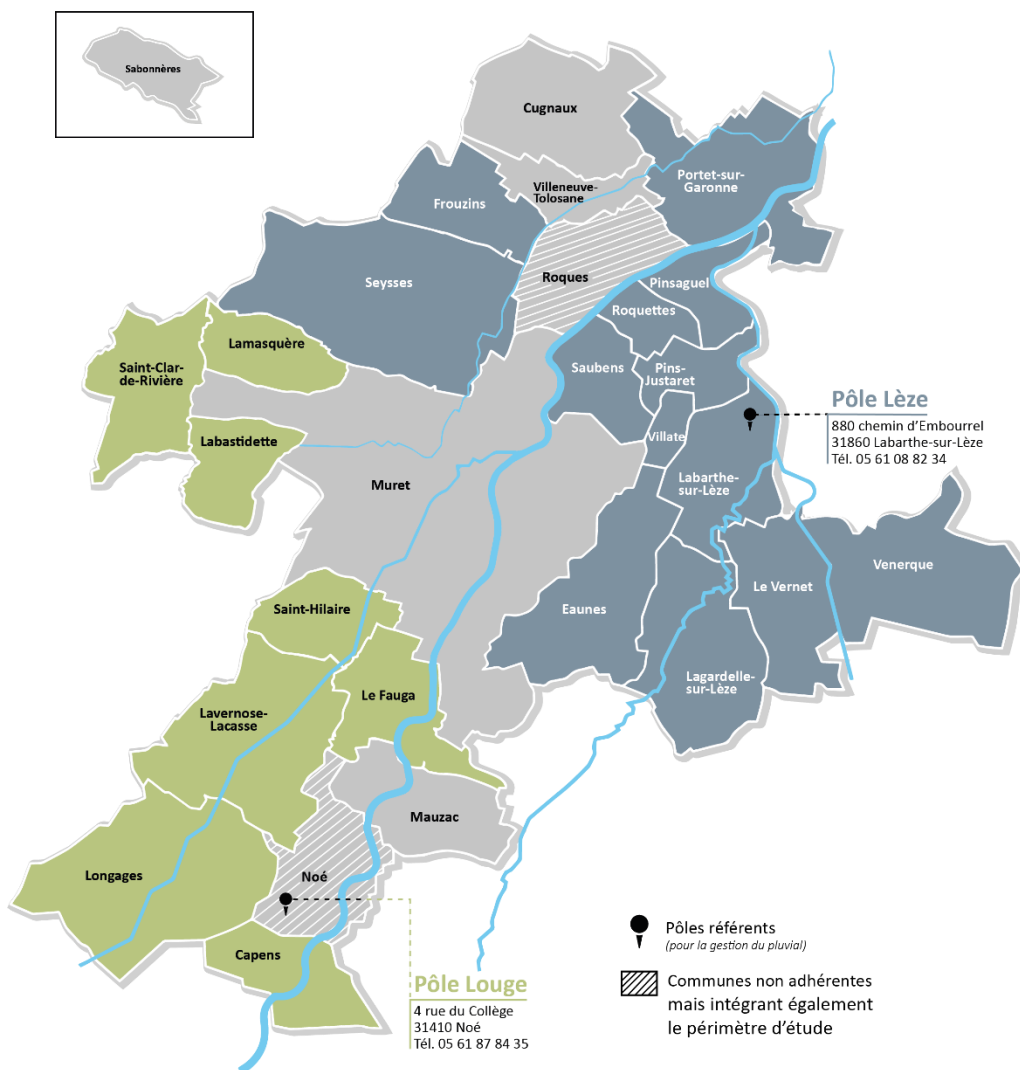 Sabonnères
Cugnaux
Portet-sur-
Garonne
Villeneuve-
Tolosane
Frouzins
Roques
Seysses
Pinsaguel
Roquettes
Lamasquère
Saint-Clar-
de-Rivière
Saubens
Pins-
Justaret
Pôle Lèze
880 chemin d’Embourrel
31860 Labarthe-sur-Lèze
Tél. 05 61 08 82 34
Labastidette
Villate
Muret
Labarthe-
sur-Lèze
Venerque
Le Vernet
Saint-Hilaire
Eaunes
Lagardelle-
sur-Lèze
Le Fauga
Lavernose-
Lacasse
Mauzac
Longages
Noé
Capens
Pôle Louge
4 rue du Collège
31410 Noé
Tél. 05 61 87 84 35
Pôles référents
(pour la gestion du pluvial)
Communes non adhérentes
mais intégrant également
le périmètre d’étude